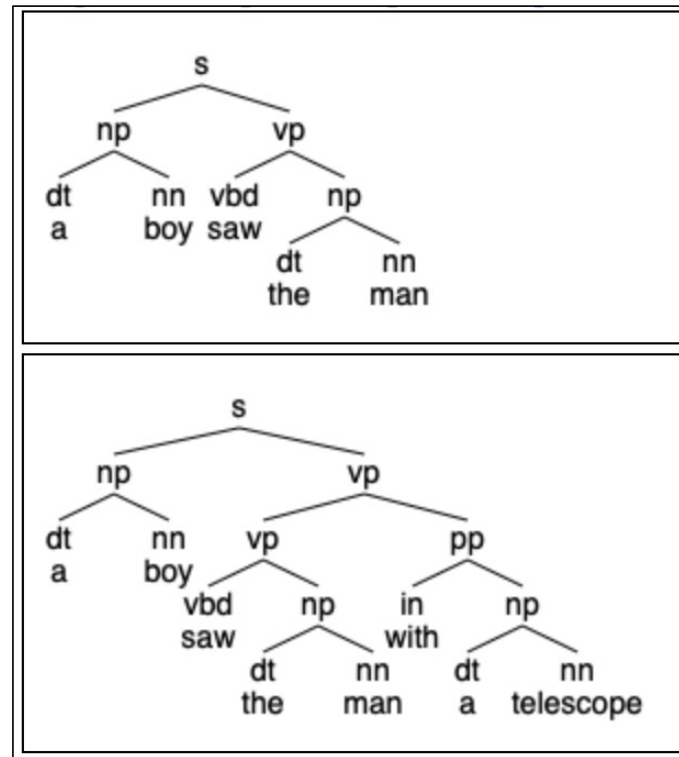 s
np vp
dt nn vbd np
a boy saw
dt nn
the man
s
np vp
dt nn vp pp
a boy
vbd np in np
saw with
dt nn dt nn
the man a telescope